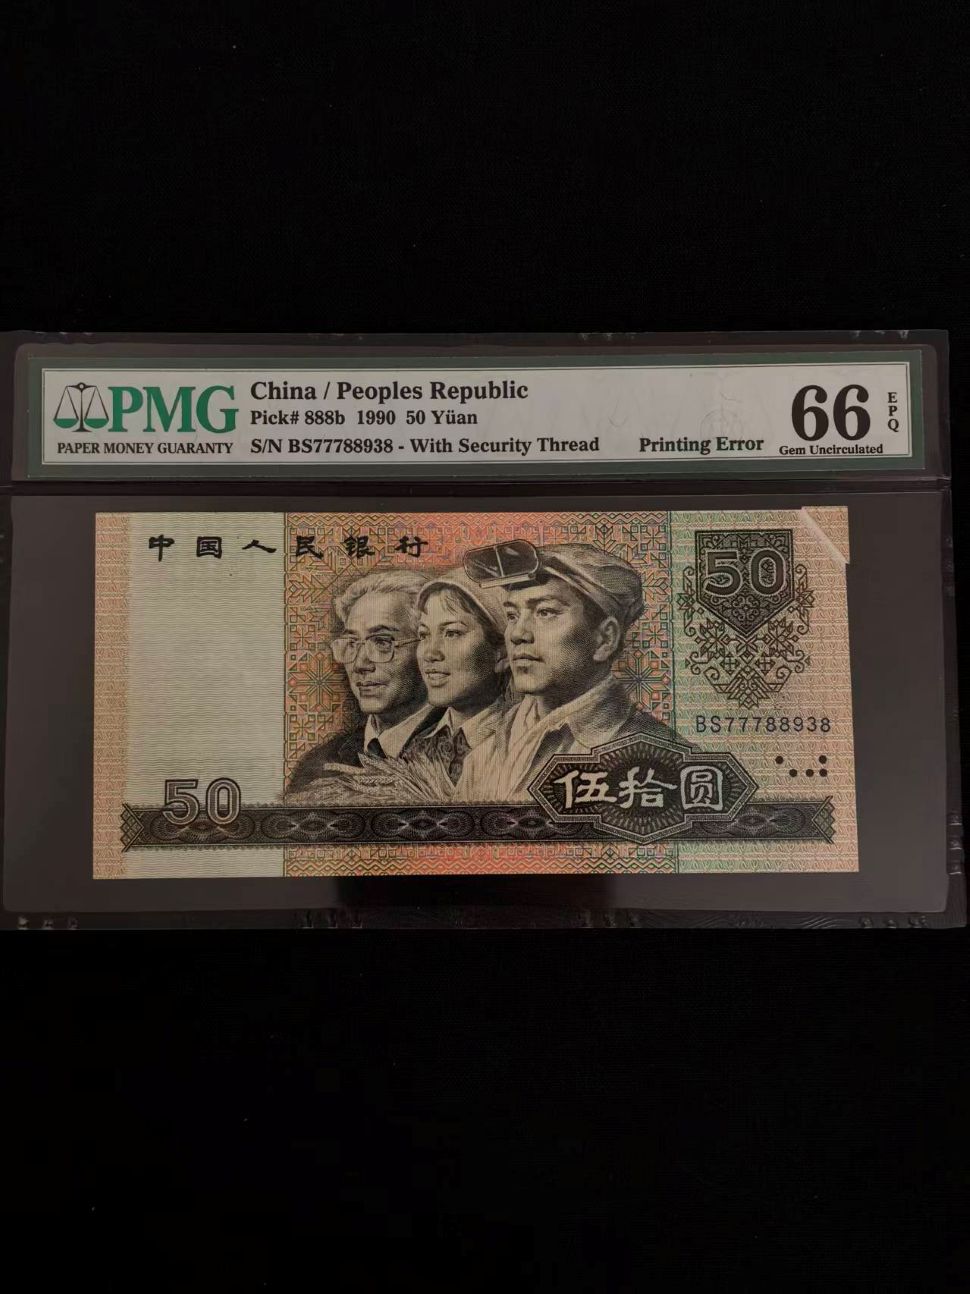 PMG
PAPER MONEY GUARANTY
China / Peoples Republic
Pick# 888b 1990 50 Yüan
S/N BS77788938 - With Security Thread
Printing Error
66
EPQ
Gem Uncirculated
中国人民银行
50
BS77788938
50
伍拾圆